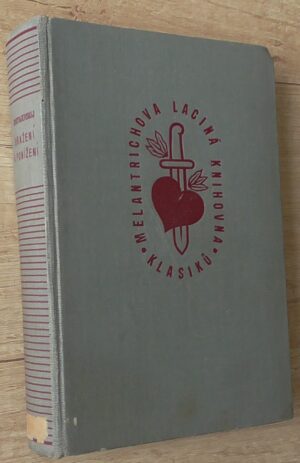 DOSTOJEVSKIJ
URAŽENÍ
A PONÍŽENÍ
MELANTRICHOVA LACINÁ KNIHOVNA
KLASIKŮ